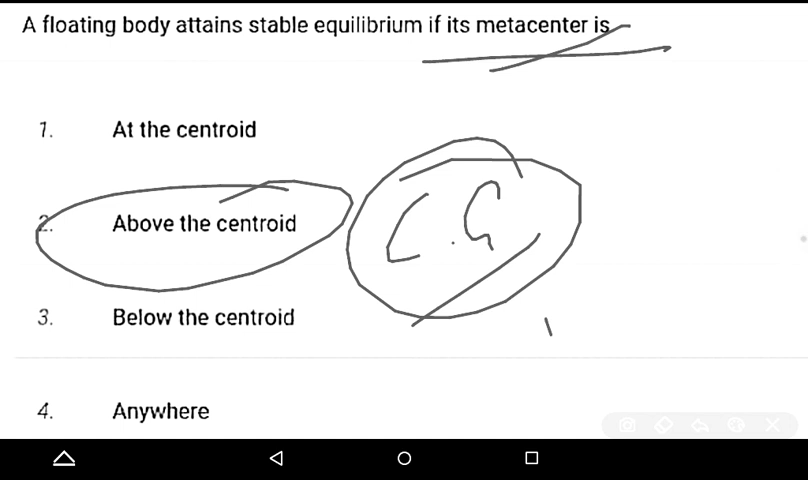 A floating body attains stable equilibrium if its metacenter is
1. At the centroid
2. Above the centroid C.G
3. Below the centroid
4. Anywhere